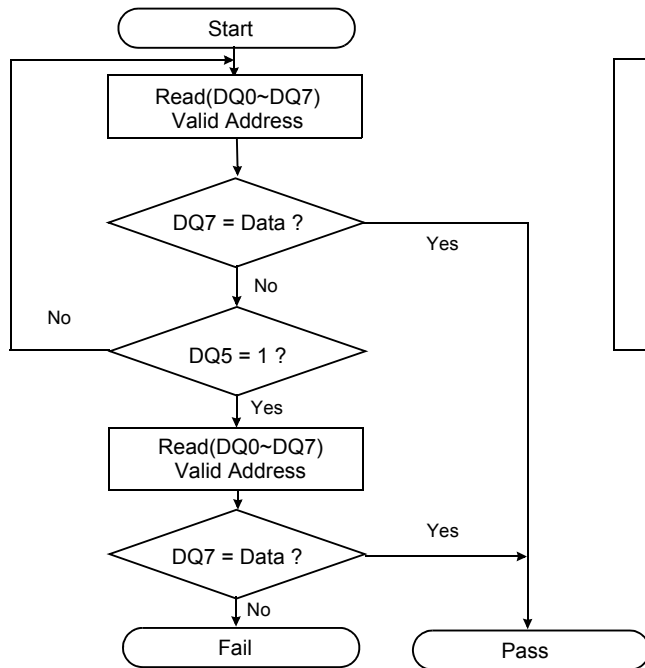 Start
Read(DQ0~DQ7)
Valid Address
DQ7 = Data ?
Yes
No
No
DQ5 = 1 ?
Yes
Read(DQ0~DQ7)
Valid Address
DQ7 = Data ?
Yes
No
Fail
Pass